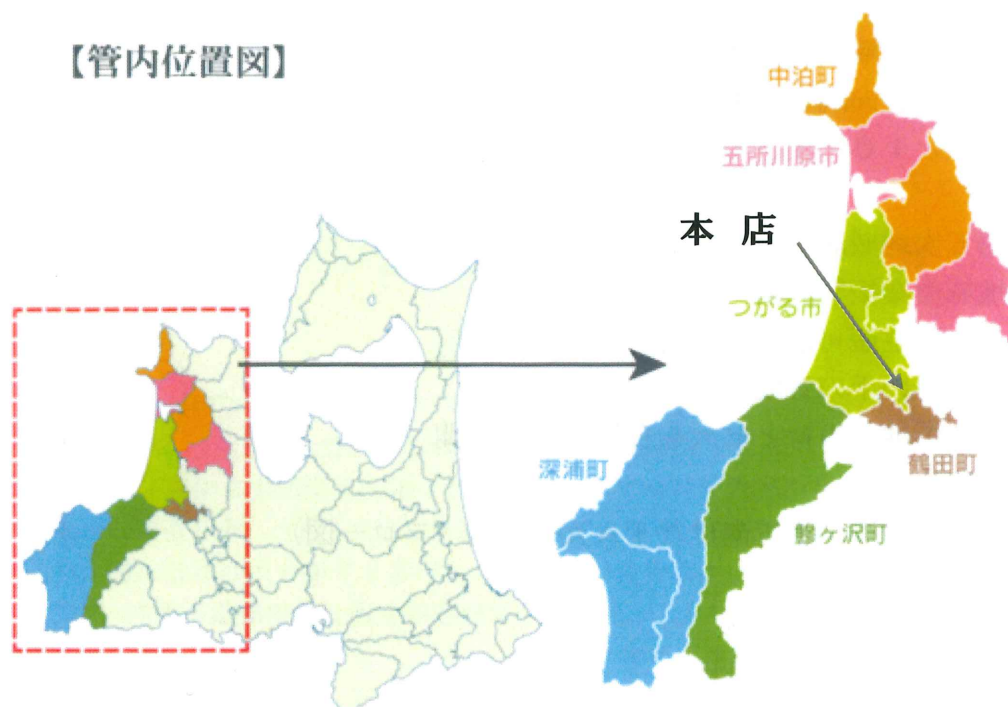 【管内位置図】
中泊町
五所川原市
本 店
つがる市
鶴田町
深浦町
鰺ヶ沢町